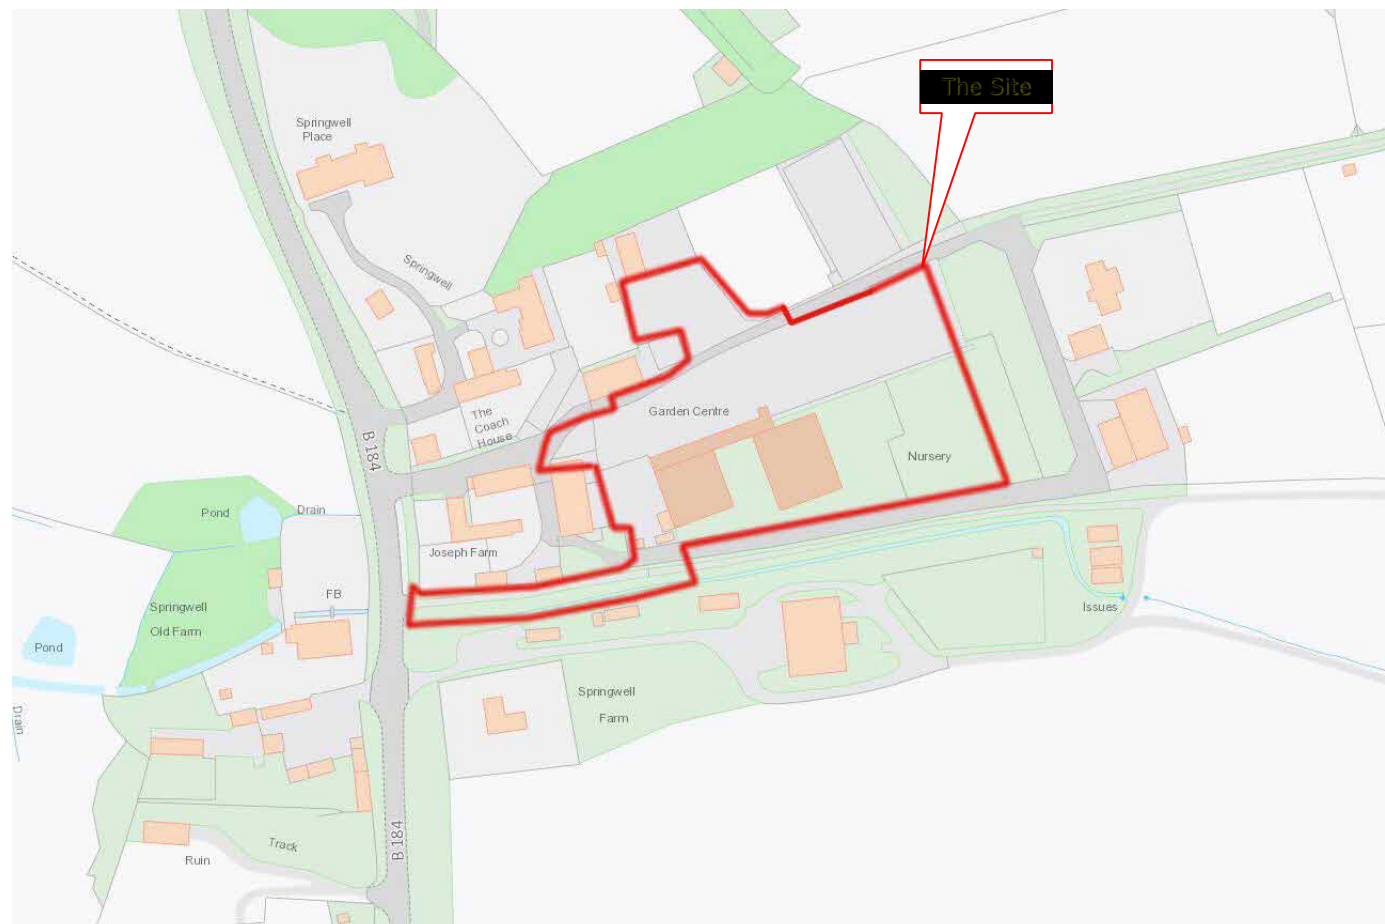 The Site
Springwell
Place
Springwell
The
Coach
House
Garden Centre
B 184
Nursery
Pond
Drain
Joseph Farm
FB
Springwell
Old Farm
Issues
Pond
Springwell
Farm
Drain
B 184
Track
Ruin